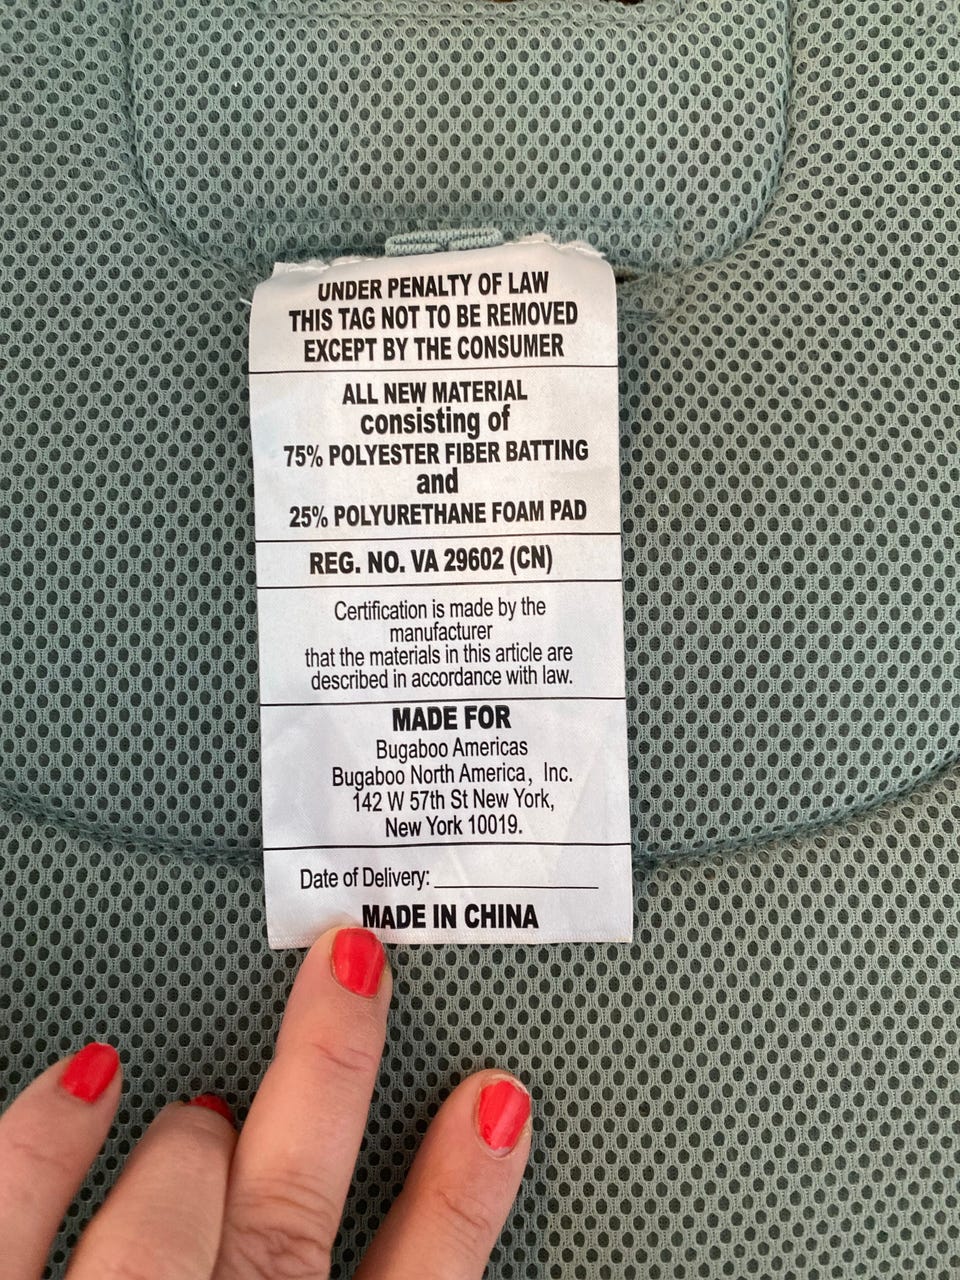 UNDER PENALTY OF LAW
THIS TAG NOT TO BE REMOVED
EXCEPT BY THE CONSUMER
ALL NEW MATERIAL
consisting of
75% POLYESTER FIBER BATTING
and
25% POLYURETHANE FOAM PAD
REG. NO. VA 29602 (CN)
Certification is made by the
manufacturer
that the materials in this article are
described in accordance with law.
MADE FOR
Bugaboo Americas
Bugaboo North America, Inc.
142 W 57th St New York,
New York 10019.
Date of Delivery: ____________
MADE IN CHINA